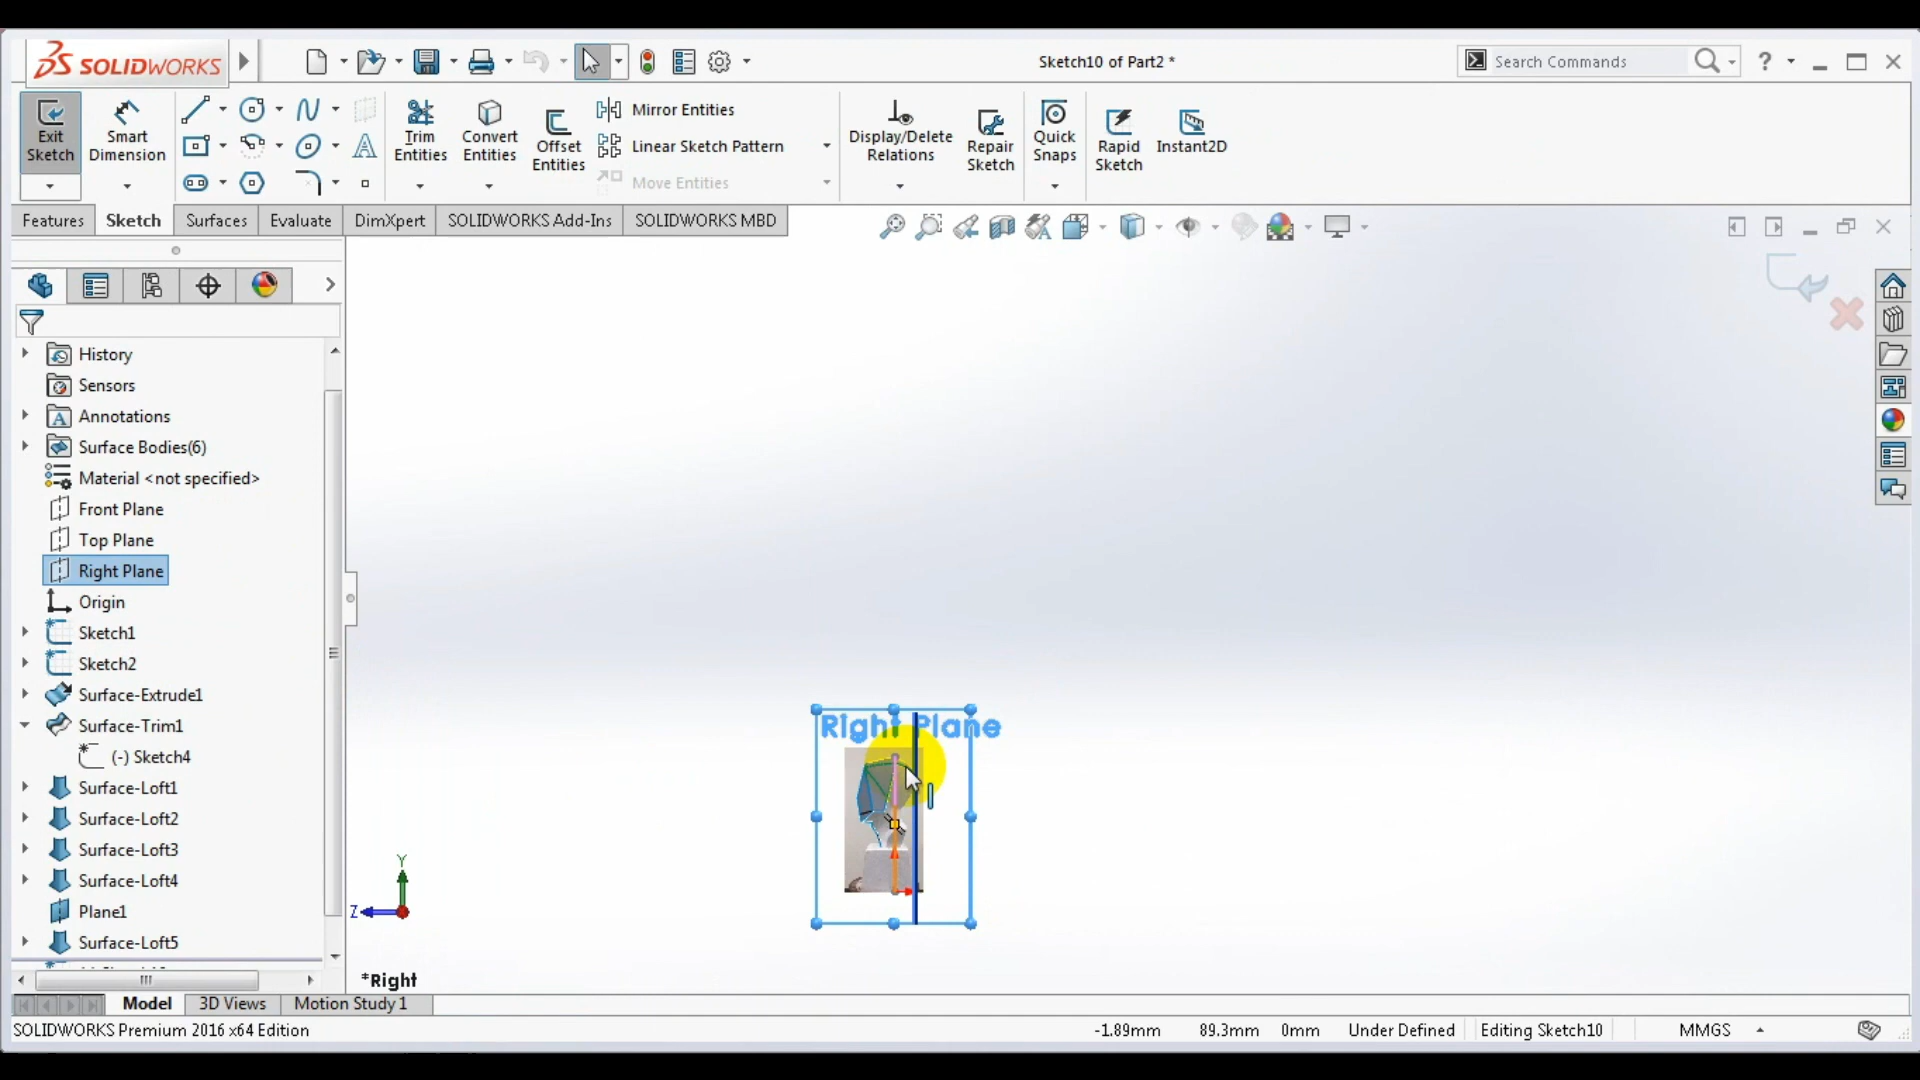 SOLIDWORKS
Sketch10 of Part2 *
Search Commands
?
Exit Sketch
Smart Dimension
Trim Entities
Convert Entities
Offset Entities
Mirror Entities
Linear Sketch Pattern
Move Entities
Display/Delete Relations
Repair Sketch
Quick Snaps
Rapid Sketch
Instant2D
Features
Sketch
Surfaces
Evaluate
DimXpert
SOLIDWORKS Add-Ins
SOLIDWORKS MBD
History
Sensors
Annotations
Surface Bodies(6)
Material <not specified>
Front Plane
Top Plane
Right Plane
Origin
Sketch1
Sketch2
Surface-Extrude1
Surface-Trim1
(-) Sketch4
Surface-Loft1
Surface-Loft2
Surface-Loft3
Surface-Loft4
Plane1
Surface-Loft5
Right Plane
Y
Z
*Right
Model
3D Views
Motion Study 1
SOLIDWORKS Premium 2016 x64 Edition
-1.89mm
89.3mm
0mm
Under Defined
Editing Sketch10
MMGS